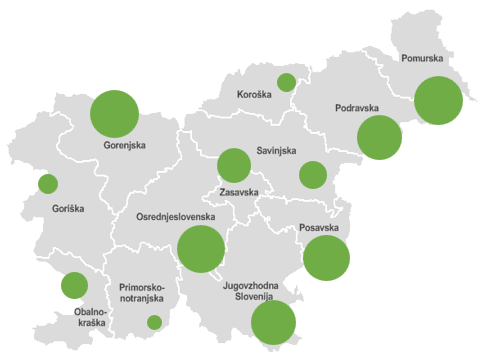 Pomurska
Koroška
Podravska
Gorenjska
Savinjska
Zasavska
Goriška
Osrednjeslovenska
Posavska
Primorsko-
notranjska
Jugovzhodna
Slovenija
Obalno-
kraška